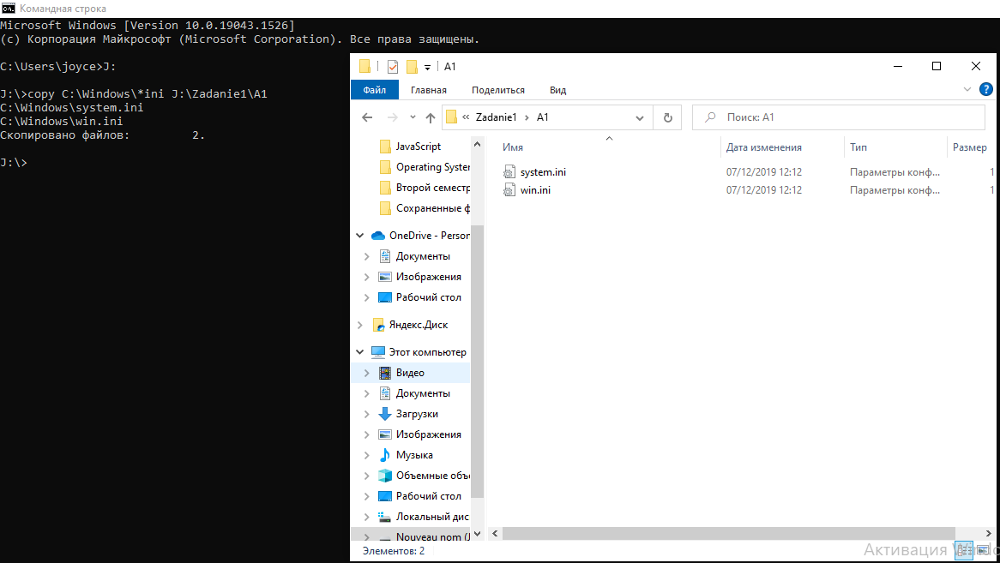 Командная строка
Microsoft Windows [Version 10.0.19043.1526]
(c) Корпорация Майкрософт (Microsoft Corporation). Все права защищены.
C:\Users\joyce>J:
J:\>copy C:\Windows\*ini J:\Zadanie1\A1
C:\Windows\system.ini
C:\Windows\win.ini
Скопировано файлов: 2.
J:\>
A1
Файл Главная Поделиться Вид
« Zadanie1 > A1
Поиск: A1
JavaScript
Operating Syster
Второй семестр
Сохраненные ф
OneDrive - Person
Документы
Изображения
Рабочий стол
Яндекс.Диск
Этот компьютер
Видео
Документы
Загрузки
Изображения
Музыка
Объемные объ
Рабочий стол
Локальный дис
Nouveau nom (J
Имя Дата изменения Тип Размер
system.ini 07/12/2019 12:12 Параметры конф... 1
win.ini 07/12/2019 12:12 Параметры конф... 1
Элементов: 2
Активация Windo